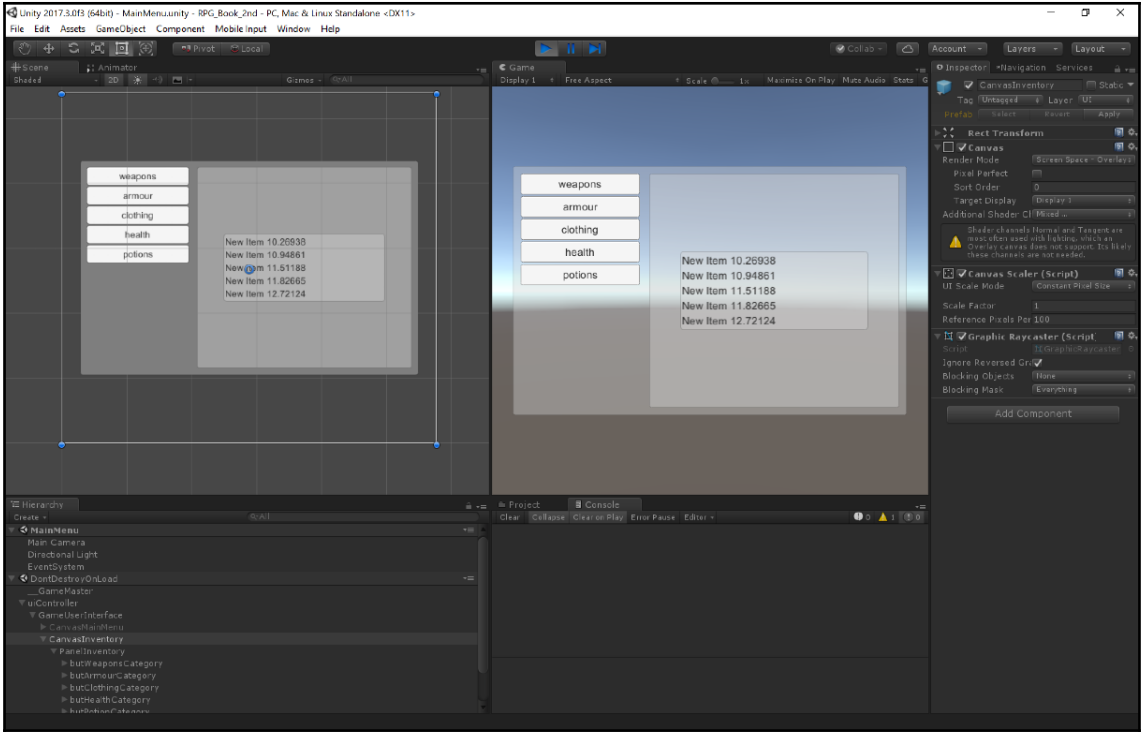 Unity 2017.3.0f3 (64bit) - MainMenu.unity - RPG_Book_2nd - PC, Mac & Linux Standalone <DX11>
File Edit Assets GameObject Component Mobile Input Window Help
Pivot Local Collab Account Layers Layout
Scene Animator
Shaded 2D Gizmos All
weapons
armour
clothing
health
potions
New Item 10.26938
New Item 10.94861
New Item 11.51188
New Item 11.82665
New Item 12.72124
Game
Display 1 Free Aspect Scale 1x Maximize On Play Mute Audio Stats G
weapons
armour
clothing
health
potions
New Item 10.26938
New Item 10.94861
New Item 11.51188
New Item 11.82665
New Item 12.72124
Inspector Navigation Services
CanvasInventory Static
Tag Untagged Layer UI
Prefab Select Revert Apply
Rect Transform
Canvas
Render Mode Screen Space - Overlay
Pixel Perfect
Sort Order 0
Target Display Display 1
Additional Shader Cl Mixed ...
Shader channels Normal and Tangent are
most often used with lighting, which an
Overlay canvas does not support. Its likely
these channels are not needed.
Canvas Scaler (Script)
UI Scale Mode Constant Pixel Size
Scale Factor 1
Reference Pixels Per 100
Graphic Raycaster (Script)
Script GraphicRaycaster
Ignore Reversed Gra
Blocking Objects None
Blocking Mask Everything
Add Component
Hierarchy
Create All
MainMenu
Main Camera
Directional Light
EventSystem
DontDestroyOnLoad
__GameMaster
uiController
GameUserInterface
CanvasMainMenu
CanvasInventory
PanelInventory
butWeaponsCategory
butArmourCategory
butClothingCategory
butHealthCategory
butPotionCategory
Project Console
Clear Collapse Clear on Play Error Pause Editor 0 1 0